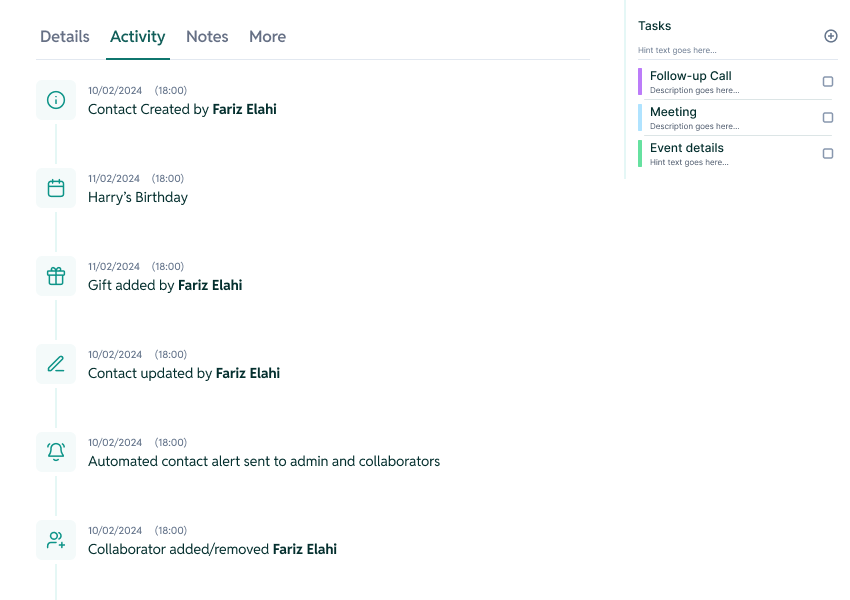 Details Activity Notes More
10/02/2024 (18:00)
Contact Created by Fariz Elahi
11/02/2024 (18:00)
Harry’s Birthday
11/02/2024 (18:00)
Gift added by Fariz Elahi
10/02/2024 (18:00)
Contact updated by Fariz Elahi
10/02/2024 (18:00)
Automated contact alert sent to admin and collaborators
10/02/2024 (18:00)
Collaborator added/removed Fariz Elahi
Tasks
Hint text goes here...
Follow-up Call
Description goes here...
Meeting
Description goes here...
Event details
Hint text goes here...